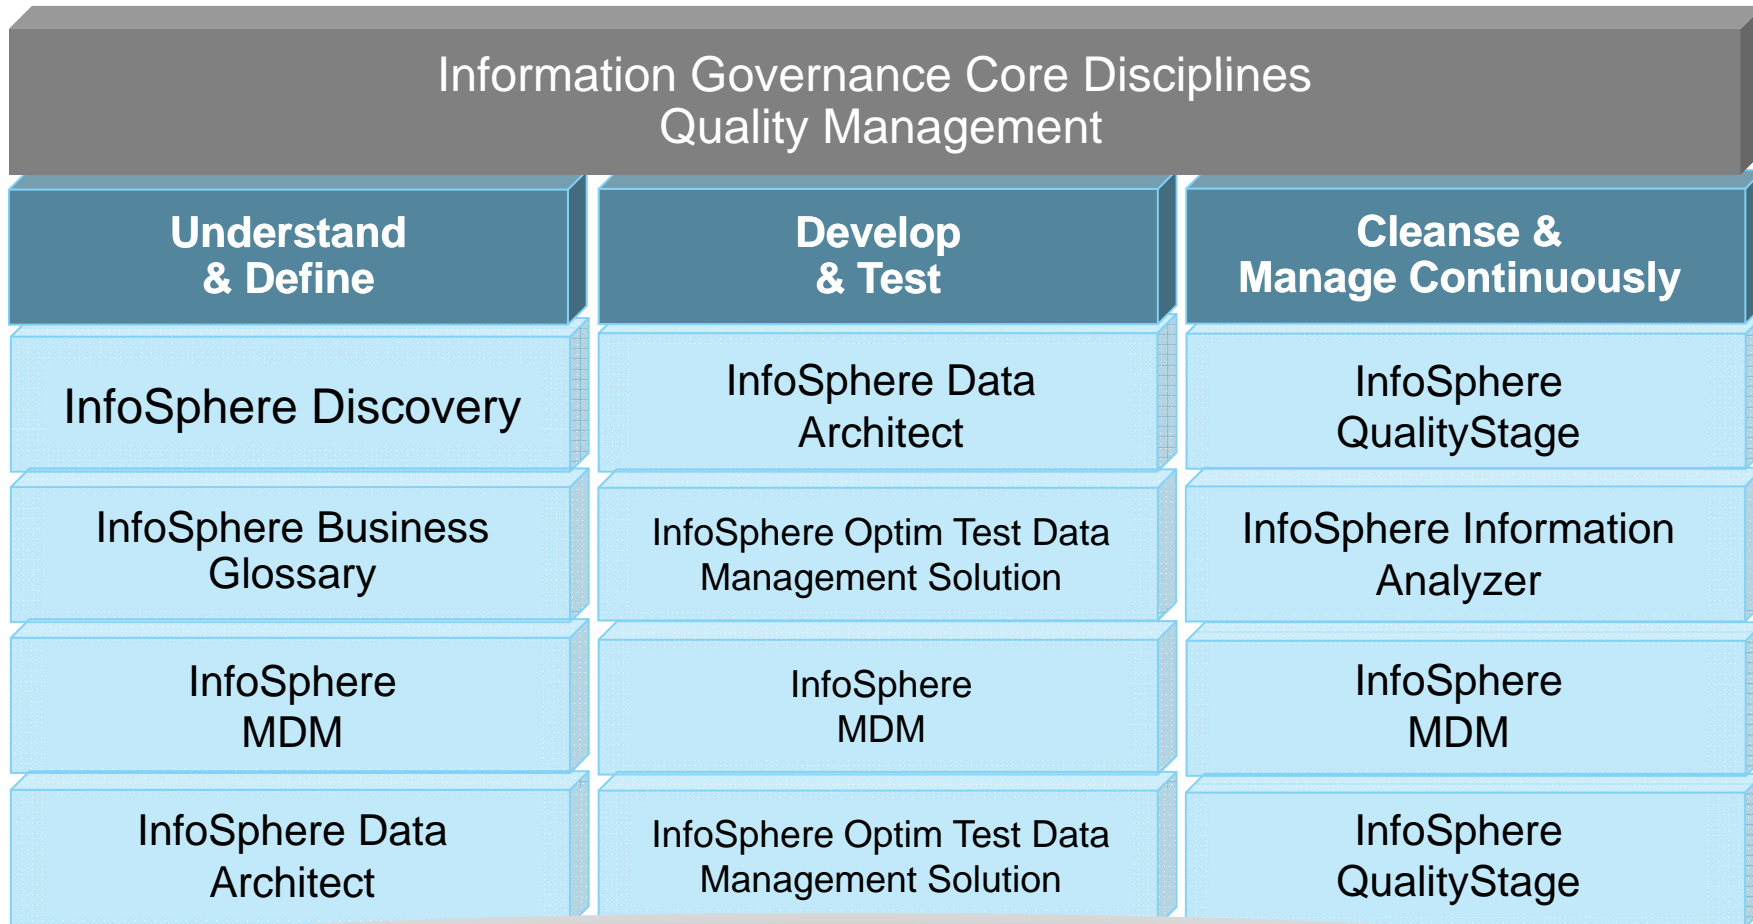 Information Governance Core Disciplines
Quality Management
Understand
& Define
Develop
& Test
Cleanse &
Manage Continuously
InfoSphere Discovery
InfoSphere Data
Architect
InfoSphere
QualityStage
InfoSphere Business
Glossary
InfoSphere Optim Test Data
Management Solution
InfoSphere Information
Analyzer
InfoSphere
MDM
InfoSphere
MDM
InfoSphere
MDM
InfoSphere Data
Architect
InfoSphere Optim Test Data
Management Solution
InfoSphere
QualityStage